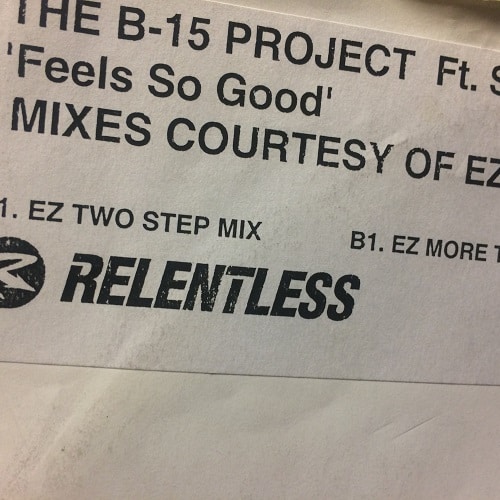 THE B-15 PROJECT Ft. S
'Feels So Good'
MIXES COURTESY OF EZ
1. EZ TWO STEP MIX
B1. EZ MORE T
R RELENTLESS